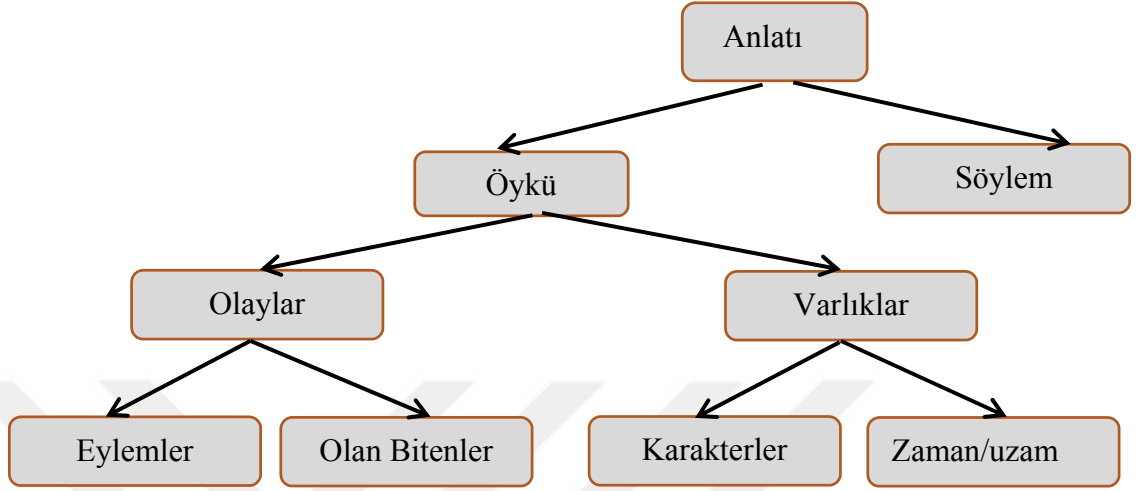 Anlatı
Öykü
Söylem
Olaylar
Varlıklar
Eylemler
Olan Bitenler
Karakterler
Zaman/uzam